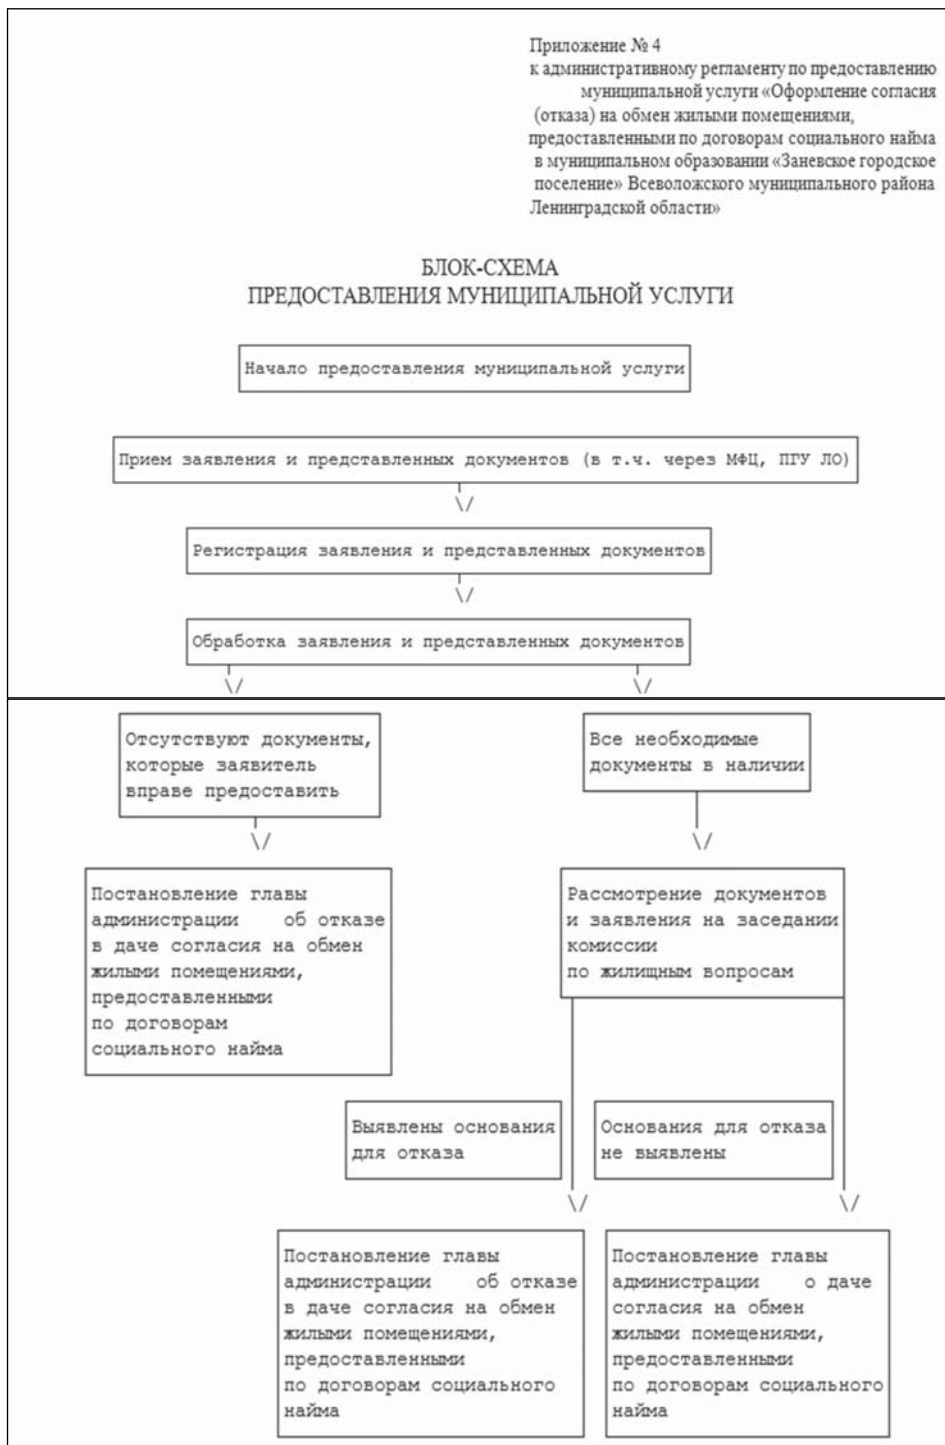 Приложение № 4
к административному регламенту по предоставлению
муниципальной услуги «Оформление согласия
(отказа) на обмен жилыми помещениями,
предоставленными по договорам социального найма
в муниципальном образовании «Заневское городское
поселение» Всеволожского муниципального района
Ленинградской области»
БЛОК-СХЕМА
ПРЕДОСТАВЛЕНИЯ МУНИЦИПАЛЬНОЙ УСЛУГИ
Начало предоставления муниципальной услуги
Прием заявления и представленных документов (в т.ч. через МФЦ, ПГУ ЛО)
Регистрация заявления и представленных документов
Обработка заявления и представленных документов
Отсутствуют документы,
которые заявитель
вправе предоставить
Все необходимые
документы в наличии
Постановление главы
администрации об отказе
в даче согласия на обмен
жилыми помещениями,
предоставленными
по договорам
социального найма
Рассмотрение документов
и заявления на заседании
комиссии
по жилищным вопросам
Выявлены основания
для отказа
Основания для отказа
не выявлены
Постановление главы
администрации об отказе
в даче согласия на обмен
жилыми помещениями,
предоставленными
по договорам социального
найма
Постановление главы
администрации о даче
согласия на обмен
жилыми помещениями,
предоставленными
по договорам социального
найма